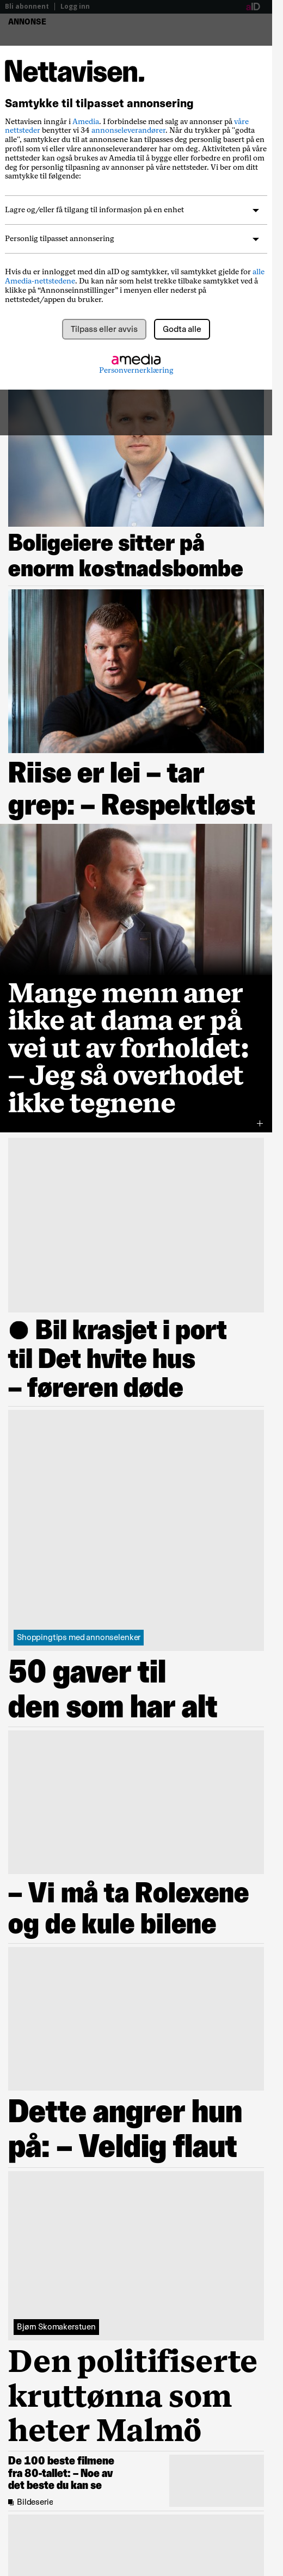 Bli abonnent | Logg inn
aID
ANNONSE
Nettavisen.
Samtykke til tilpasset annonsering
Nettavisen inngår i Amedia. I forbindelse med salg av annonser på våre
nettsteder benytter vi 34 annonseleverandører. Når du trykker på "godta
alle", samtykker du til at annonsene kan tilpasses deg personlig basert på en
profil som vi eller våre annonseleverandører har om deg. Aktiviteten på våre
nettsteder kan også brukes av Amedia til å bygge eller forbedre en profil om
deg for personlig tilpasning av annonser på våre nettsteder. Vi ber om ditt
samtykke til følgende:
Lagre og/eller få tilgang til informasjon på en enhet
Personlig tilpasset annonsering
Hvis du er innlogget med din aID og samtykker, vil samtykket gjelde for alle
Amedia-nettstedene. Du kan når som helst trekke tilbake samtykket ved å
klikke på “Annonseinnstillinger” i menyen eller nederst på
nettstedet/appen du bruker.
Tilpass eller avvis
Godta alle
amedia
Personvernerklæring
Boligeiere sitter på
enorm kostnadsbombe
Riise er lei – tar
grep: – Respektløst
Mange menn aner
ikke at dama er på
vei ut av forholdet:
– Jeg så overhodet
ikke tegnene
+
● Bil krasjet i port
til Det hvite hus
– føreren døde
Shoppingtips med annonselenker
50 gaver til
den som har alt
– Vi må ta Rolexene
og de kule bilene
Dette angrer hun
på: – Veldig flaut
Bjørn Skomakerstuen
Den politifiserte
kruttønna som
heter Malmö
De 100 beste filmene
fra 80-tallet: – Noe av
det beste du kan se
Bildeserie